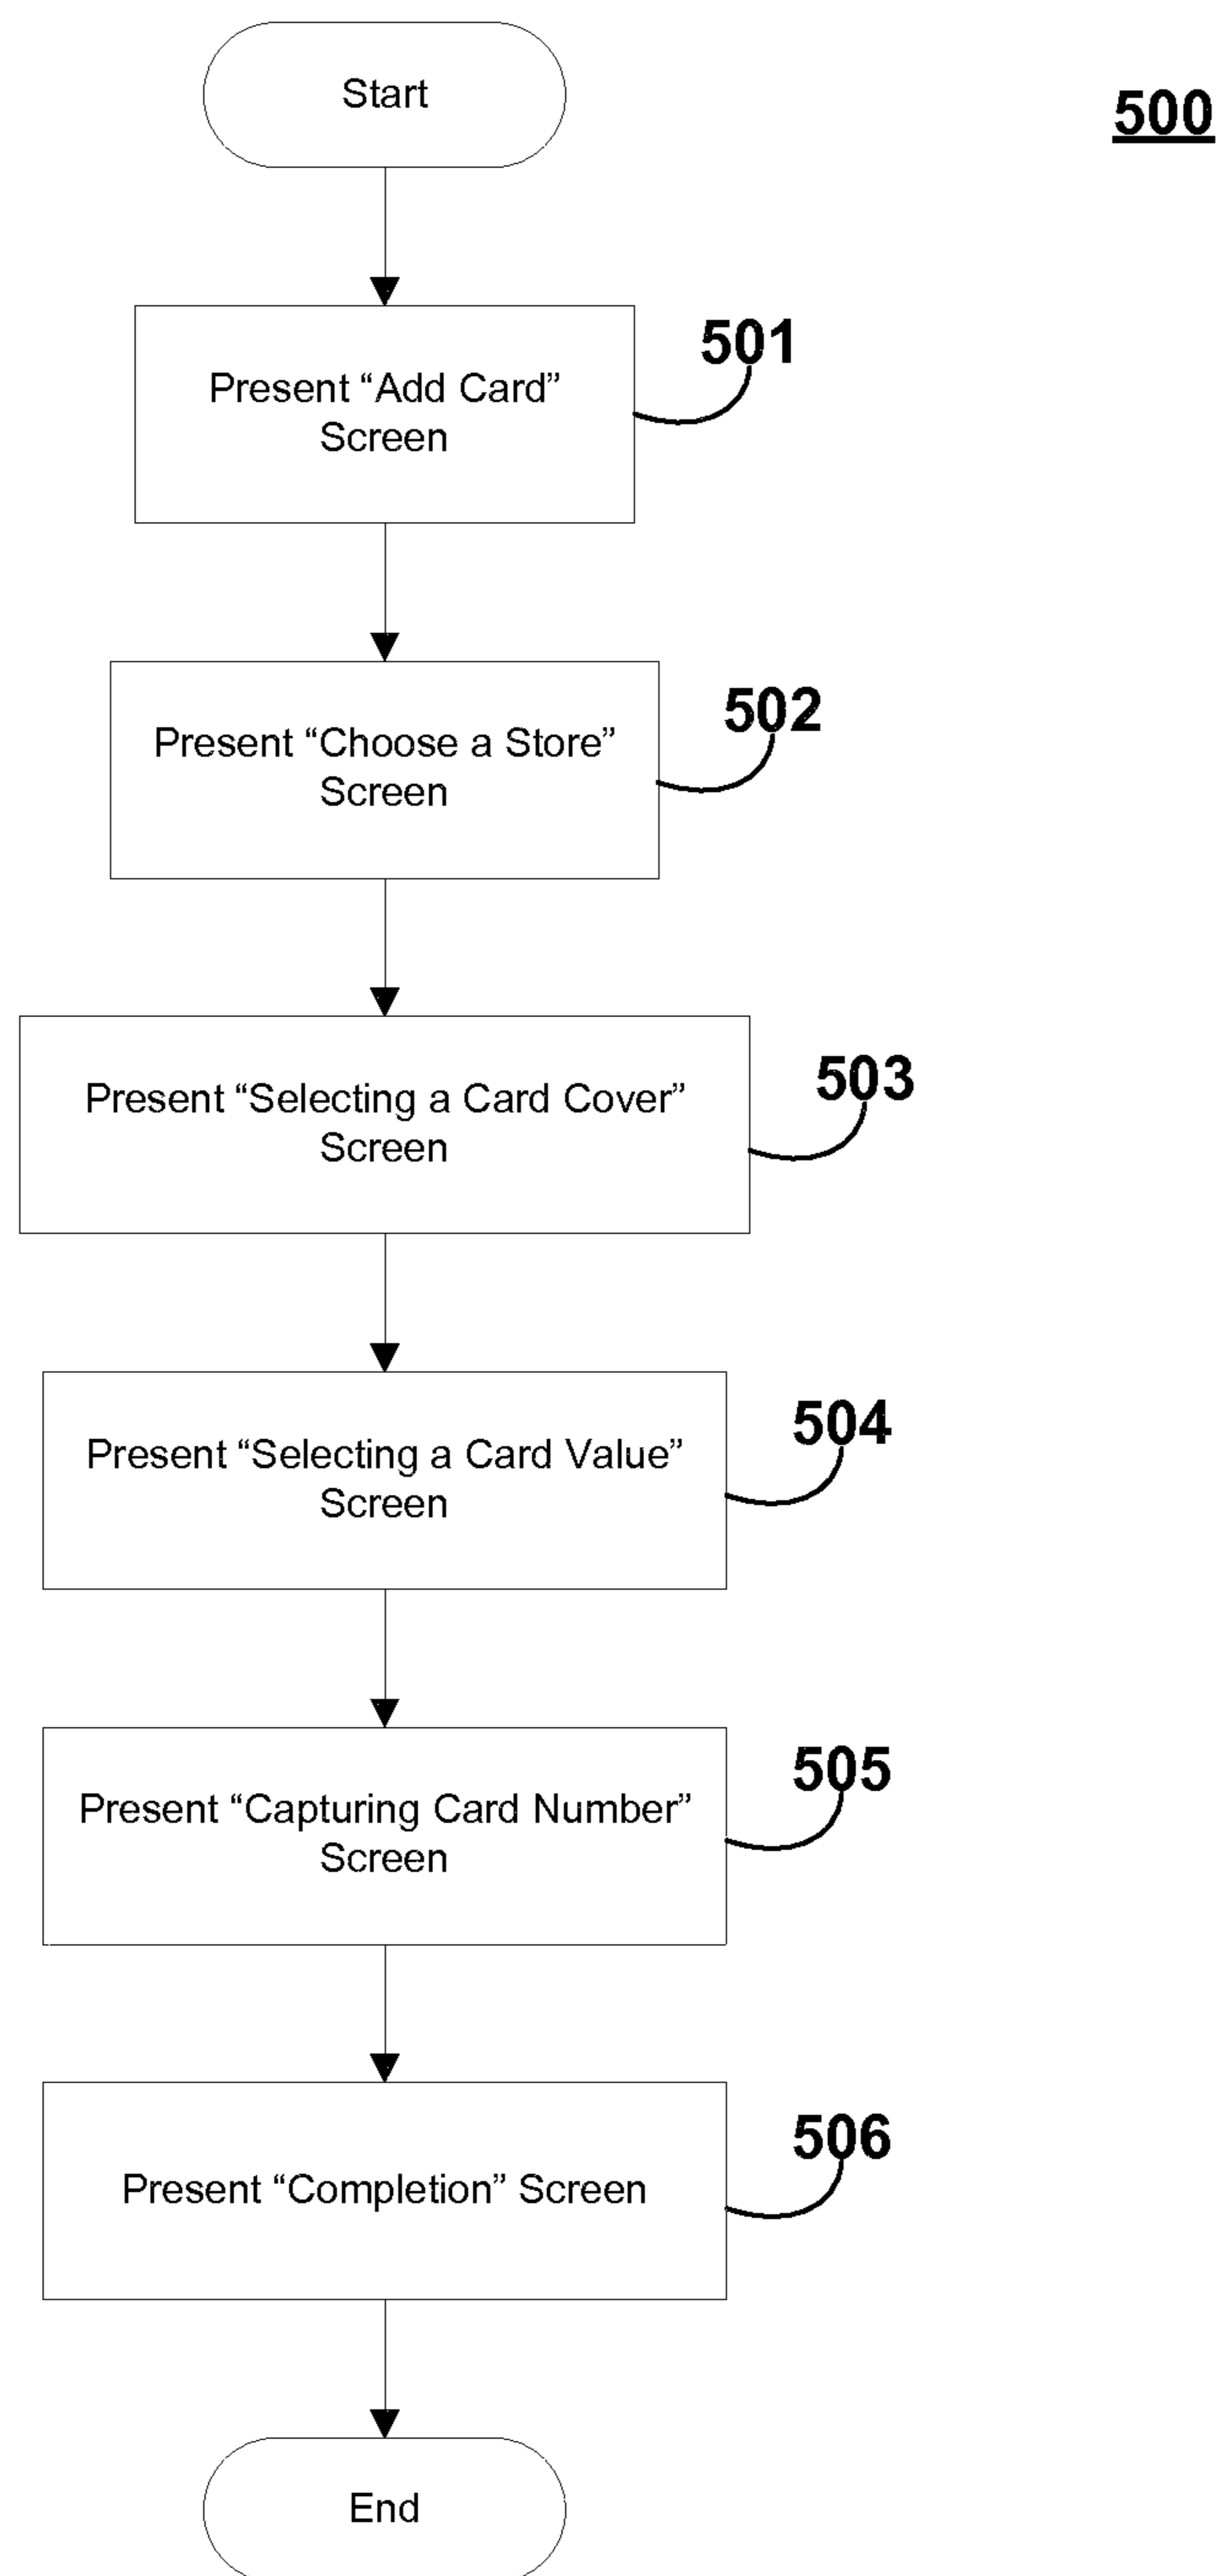 Start
500
Present “Add Card”
Screen
501
Present “Choose a Store”
Screen
502
Present “Selecting a Card Cover”
Screen
503
Present “Selecting a Card Value”
Screen
504
Present “Capturing Card Number”
Screen
505
Present “Completion” Screen
506
End